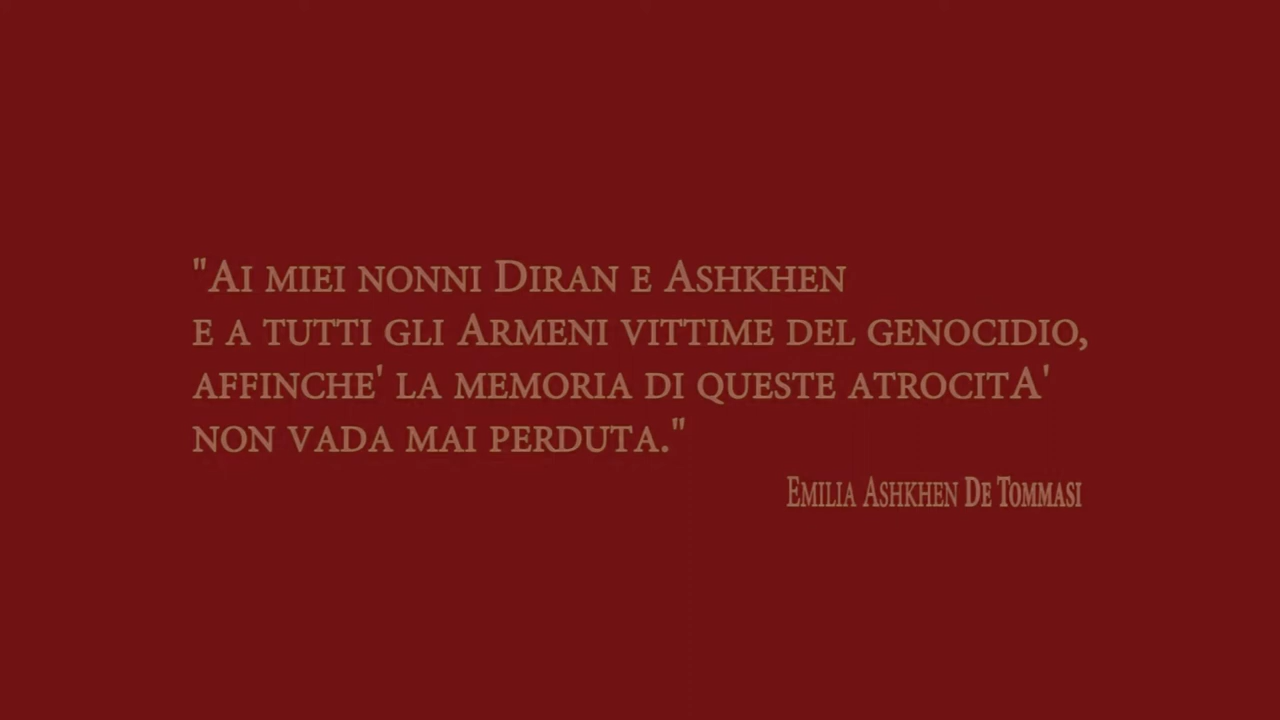 "Ai miei nonni Diran e Ashkhen
e a tutti gli Armeni vittime del genocidio,
affinche' la memoria di queste atrocitA'
non vada mai perduta."
Emilia Ashkhen De Tommasi